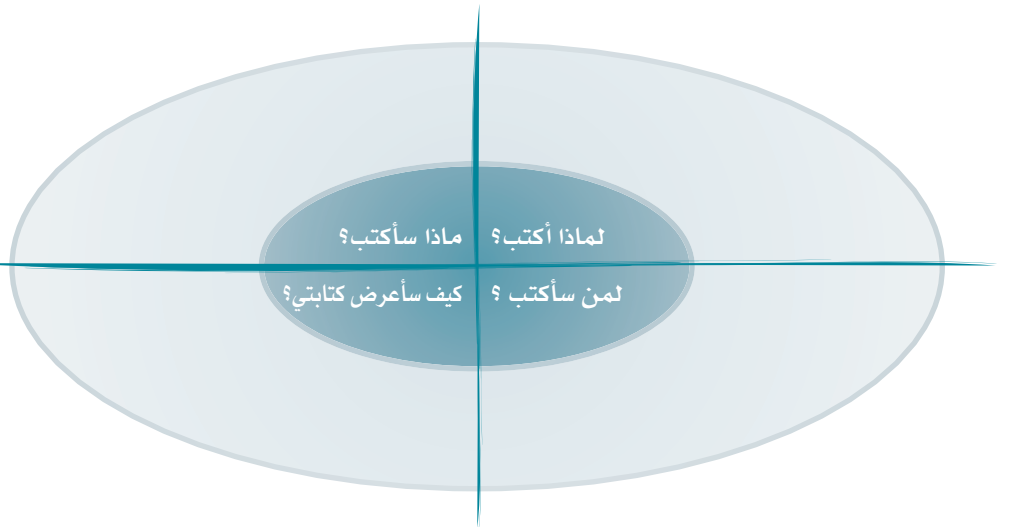 لماذا أكتب؟
ماذا سأكتب؟
لمن سأكتب ؟
كيف سأعرض كتابتي؟